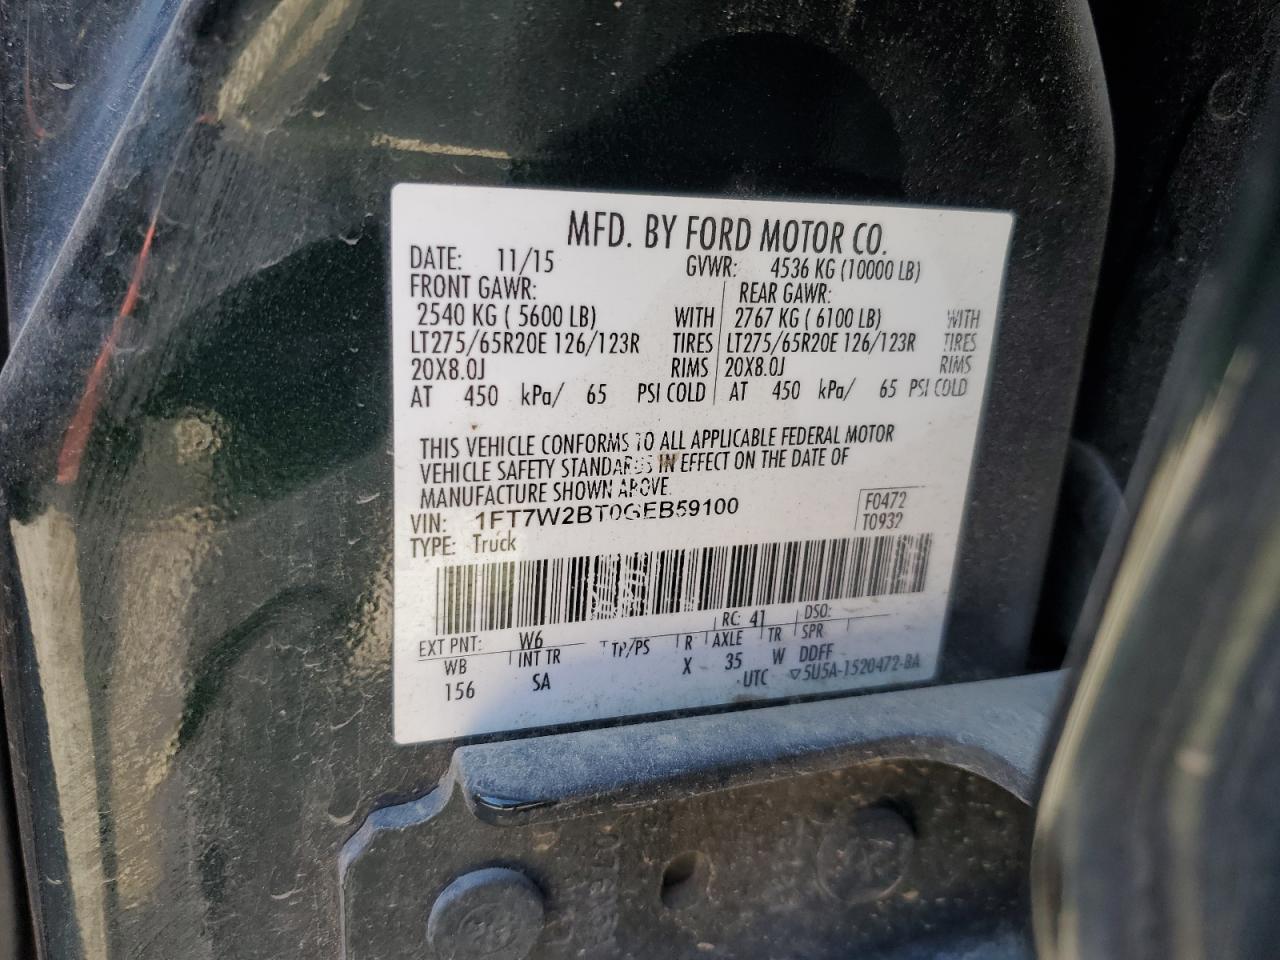 MFD. BY FORD MOTOR CO.
DATE: 11/15 GVWR: 4536 KG (10000 LB)
FRONT GAWR: REAR GAWR:
2540 KG ( 5600 LB) WITH 2767 KG ( 6100 LB) WITH
LT275/65R20E 126/123R TIRES LT275/65R20E 126/123R TIRES
20X8.0J RIMS 20X8.0J RIMS
AT 450 kPa/ 65 PSI COLD AT 450 kPa/ 65 PSI COLD
THIS VEHICLE CONFORMS TO ALL APPLICABLE FEDERAL MOTOR
VEHICLE SAFETY STANDARDS IN EFFECT ON THE DATE OF
MANUFACTURE SHOWN ABOVE.
VIN: 1FT7W2BT0GEB59100 F0472
TYPE: Truck T0932
EXT PNT: W6 RC: 41 DSO:
WB INT TR TP/PS R AXLE TR SPR
156 SA X 35 W DDFF
UTC ▽5U5A-1520472-BA